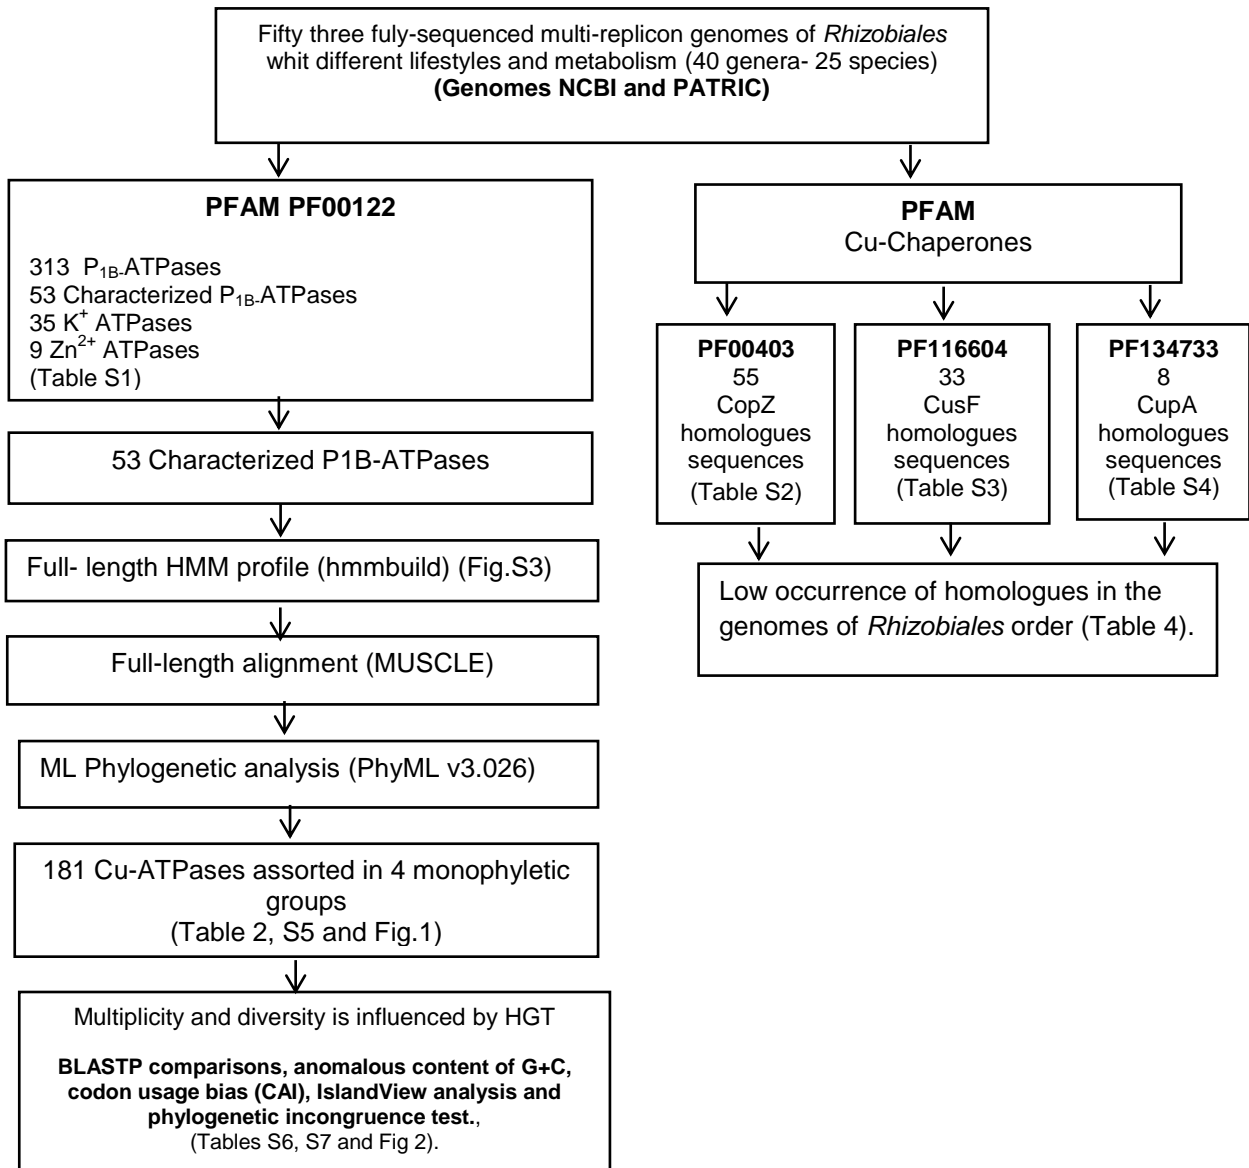 Fifty three fuly-sequenced multi-replicon genomes of Rhizobiales
whit different lifestyles and metabolism (40 genera- 25 species)
(Genomes NCBI and PATRIC)
PFAM PF00122
313 P1B-ATPases
53 Characterized P1B-ATPases
35 K+ ATPases
9 Zn2+ ATPases
(Table S1)
53 Characterized P1B-ATPases
Full- length HMM profile (hmmbuild) (Fig.S3)
Full-length alignment (MUSCLE)
ML Phylogenetic analysis (PhyML v3.026)
181 Cu-ATPases assorted in 4 monophyletic
groups
(Table 2, S5 and Fig.1)
Multiplicity and diversity is influenced by HGT
BLASTP comparisons, anomalous content of G+C,
codon usage bias (CAI), IslandView analysis and
phylogenetic incongruence test.,
(Tables S6, S7 and Fig 2).
PFAM
Cu-Chaperones
PF00403
55
CopZ
homologues
sequences
(Table S2)
PF116604
33
CusF
homologues
sequences
(Table S3)
PF134733
8
CupA
homologues
sequences
(Table S4)
Low occurrence of homologues in the
genomes of Rhizobiales order (Table 4).